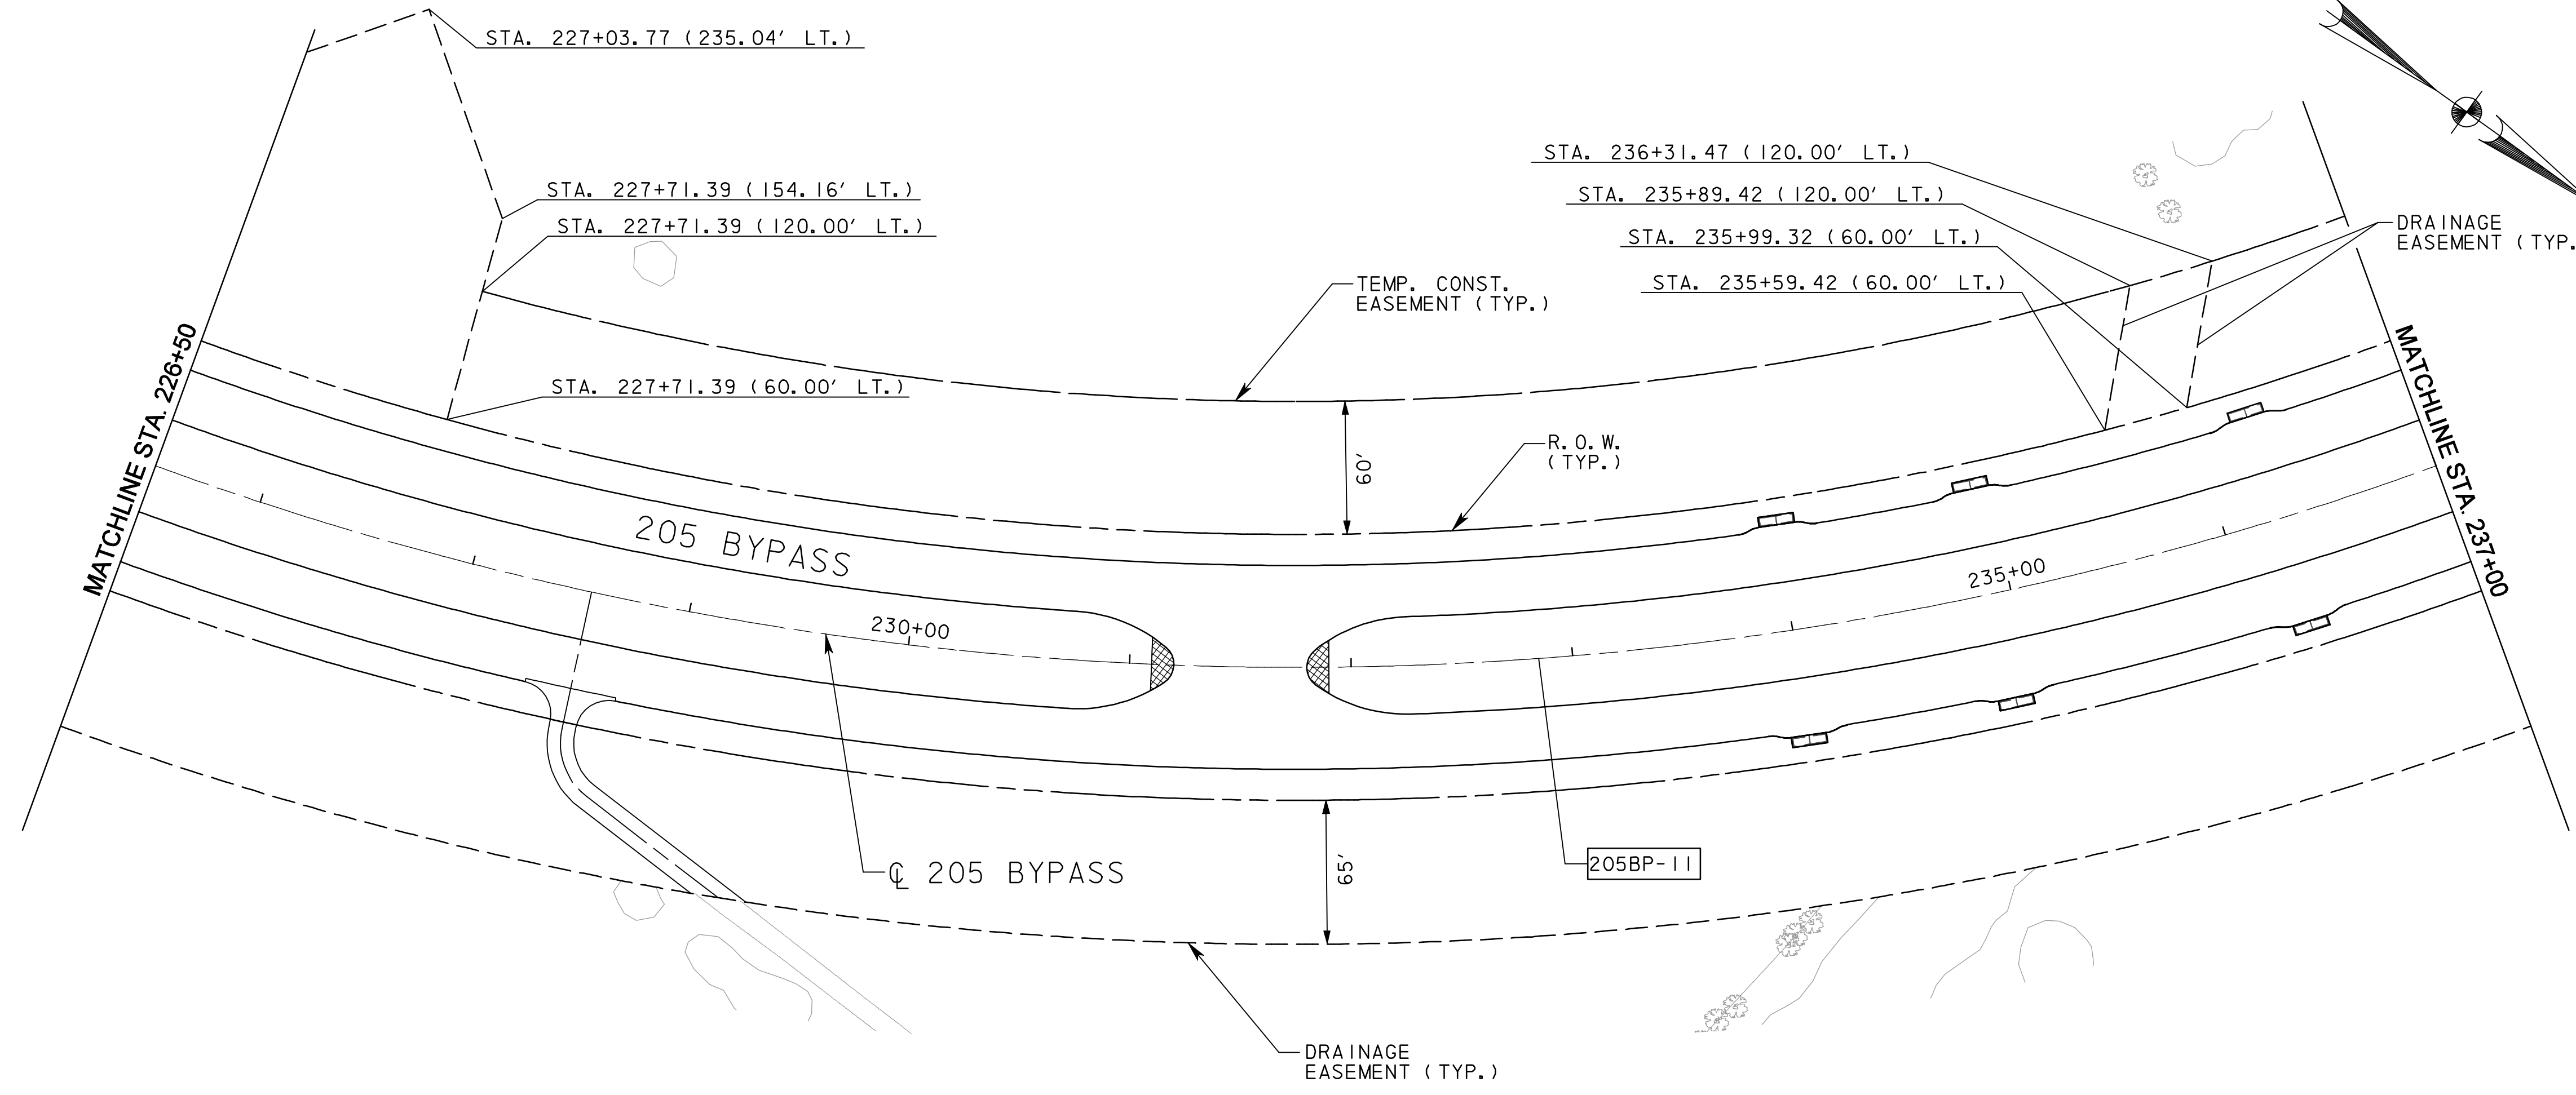 STA. 227+03.77 (235.04' LT.)
STA. 227+71.39 (154.16' LT.)
STA. 227+71.39 (120.00' LT.)
STA. 227+71.39 (60.00' LT.)
STA. 236+31.47 (120.00' LT.)
STA. 235+89.42 (120.00' LT.)
STA. 235+99.32 (60.00' LT.)
STA. 235+59.42 (60.00' LT.)
DRAINAGE
EASEMENT (TYP.
TEMP. CONST.
EASEMENT (TYP.)
R.O.W.
(TYP.)
60'
MATCHLINE STA. 226+50
MATCHLINE STA. 237+00
205 BYPASS
230+00
235+00
℄ 205 BYPASS
65'
205BP-11
DRAINAGE
EASEMENT (TYP.)